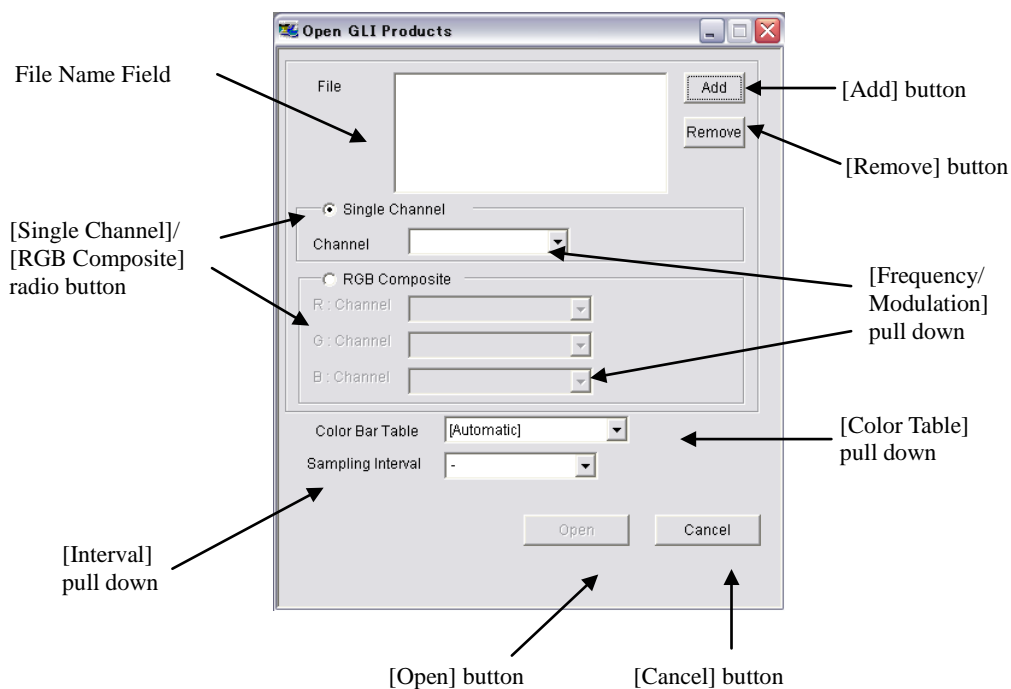 Open GLI Products
File Name Field
File
Add
[Add] button
Remove
[Remove] button
[Single Channel]/
[RGB Composite]
radio button
Single Channel
Channel
RGB Composite
R : Channel
G : Channel
B : Channel
[Frequency/
Modulation]
pull down
Color Bar Table
[Automatic]
[Color Table]
pull down
Sampling Interval
-
[Interval]
pull down
Open
Cancel
[Open] button
[Cancel] button